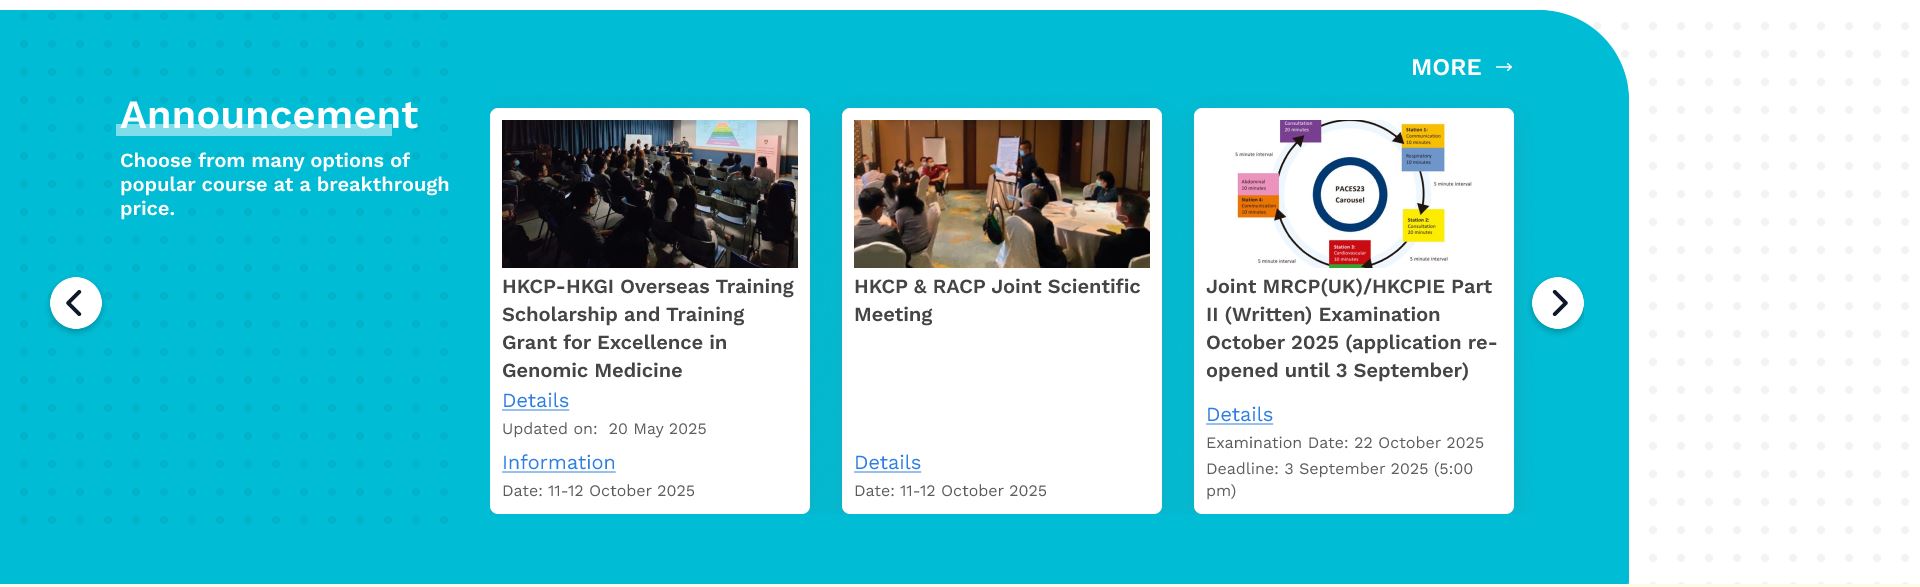 MORE →
Announcement
Choose from many options of
popular course at a breakthrough
price.
HKCP-HKGI Overseas Training
Scholarship and Training
Grant for Excellence in
Genomic Medicine
Details
Updated on: 20 May 2025
Information
Date: 11-12 October 2025
HKCP & RACP Joint Scientific
Meeting
Details
Date: 11-12 October 2025
Consultation
20 minutes
Station 1:
Communication
10 minutes
Respiratory
10 minutes
5 minute interval
5 minute interval
Abdominal
10 minutes
Station 4:
Communication
10 minutes
PACES23
Carousel
Station 2:
Consultation
20 minutes
Station 3:
Cardiovascular
10 minutes
5 minute interval
5 minute interval
Joint MRCP(UK)/HKCPIE Part
II (Written) Examination
October 2025 (application re-
opened until 3 September)
Details
Examination Date: 22 October 2025
Deadline: 3 September 2025 (5:00
pm)